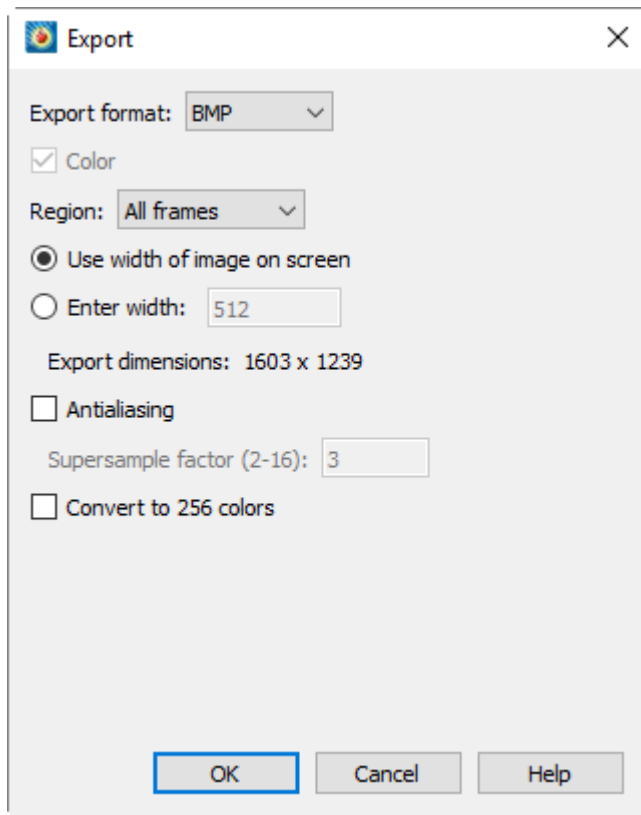 Export
Export format: BMP
Color
Region: All frames
Use width of image on screen
Enter width: 512
Export dimensions: 1603 x 1239
Antialiasing
Supersample factor (2-16): 3
Convert to 256 colors
OK Cancel Help